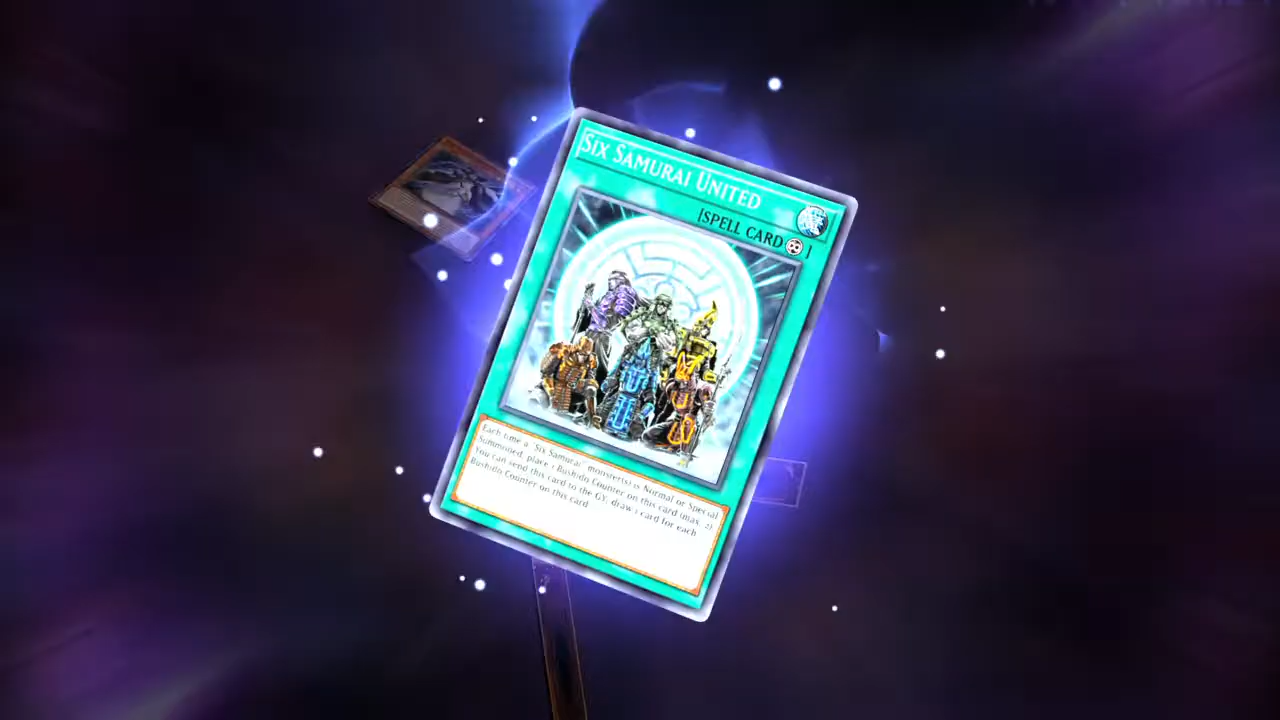 Six Samurai United
[SPELL CARD ]
Each time a "Six Samurai" monster(s) is Normal or Special
Summoned, place 1 Bushido Counter on this card (max. 2).
You can send this card to the GY; draw 1 card for each
Bushido Counter on this card.